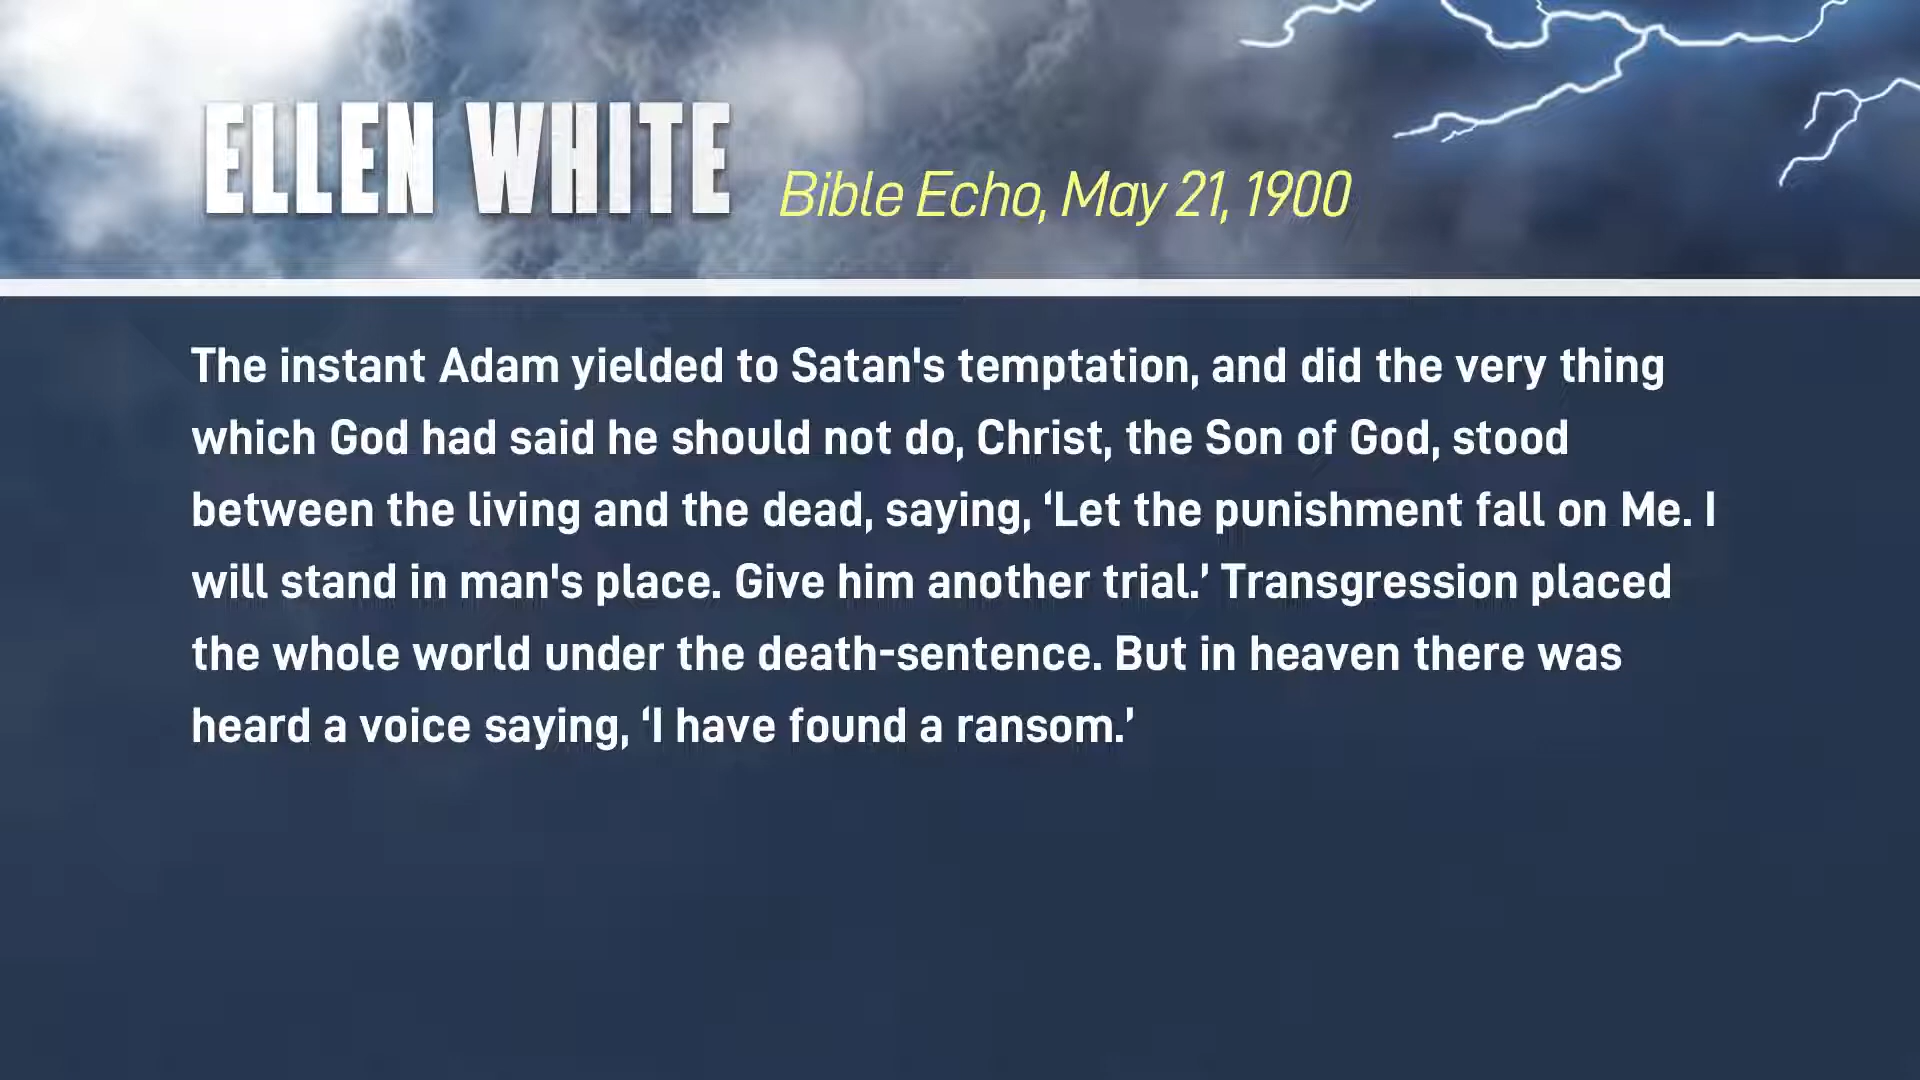 ELLEN WHITE Bible Echo, May 21, 1900
The instant Adam yielded to Satan's temptation, and did the very thing
which God had said he should not do, Christ, the Son of God, stood
between the living and the dead, saying, ‘Let the punishment fall on Me. I
will stand in man's place. Give him another trial.’ Transgression placed
the whole world under the death-sentence. But in heaven there was
heard a voice saying, ‘I have found a ransom.’